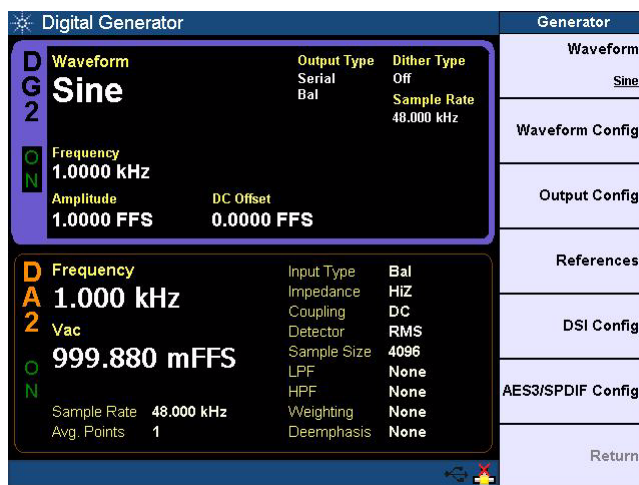 Digital Generator
Generator
DG2
ON
Waveform
Sine
Output Type
Serial
Bal
Dither Type
Off
Sample Rate
48.000 kHz
Frequency
1.0000 kHz
Amplitude
1.0000 FFS
DC Offset
0.0000 FFS
DA2
ON
Frequency
1.000 kHz
Vac
999.880 mFFS
Sample Rate 48.000 kHz
Avg. Points 1
Input Type Bal
Impedance HiZ
Coupling DC
Detector RMS
Sample Size 4096
LPF None
HPF None
Weighting None
Deemphasis None
Waveform
Sine
Waveform Config
Output Config
References
DSI Config
AES3/SPDIF Config
Return